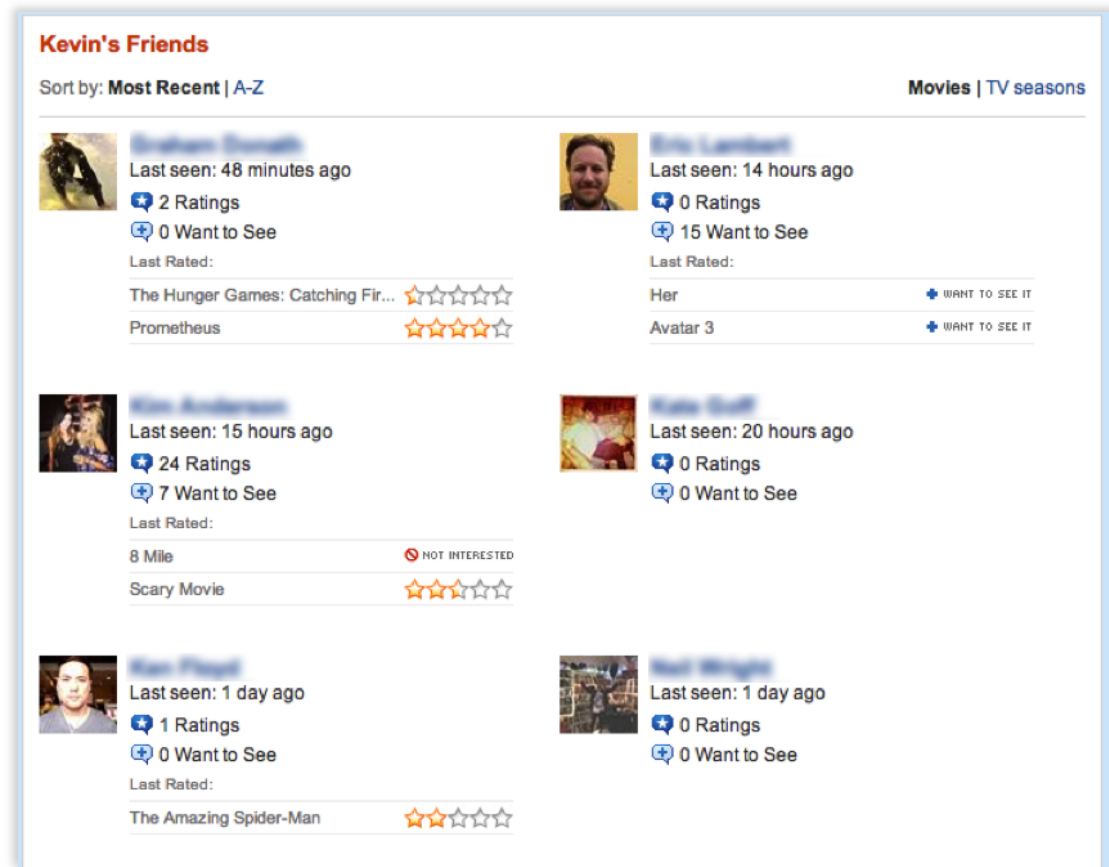 Kevin's Friends
Sort by: Most Recent | A-Z
Movies | TV seasons
Last seen: 48 minutes ago
2 Ratings
0 Want to See
Last Rated:
The Hunger Games: Catching Fir...
Prometheus
Last seen: 14 hours ago
0 Ratings
15 Want to See
Last Rated:
Her WANT TO SEE IT
Avatar 3 WANT TO SEE IT
Last seen: 15 hours ago
24 Ratings
7 Want to See
Last Rated:
8 Mile NOT INTERESTED
Scary Movie
Last seen: 20 hours ago
0 Ratings
0 Want to See
Last seen: 1 day ago
1 Ratings
0 Want to See
Last Rated:
The Amazing Spider-Man
Last seen: 1 day ago
0 Ratings
0 Want to See